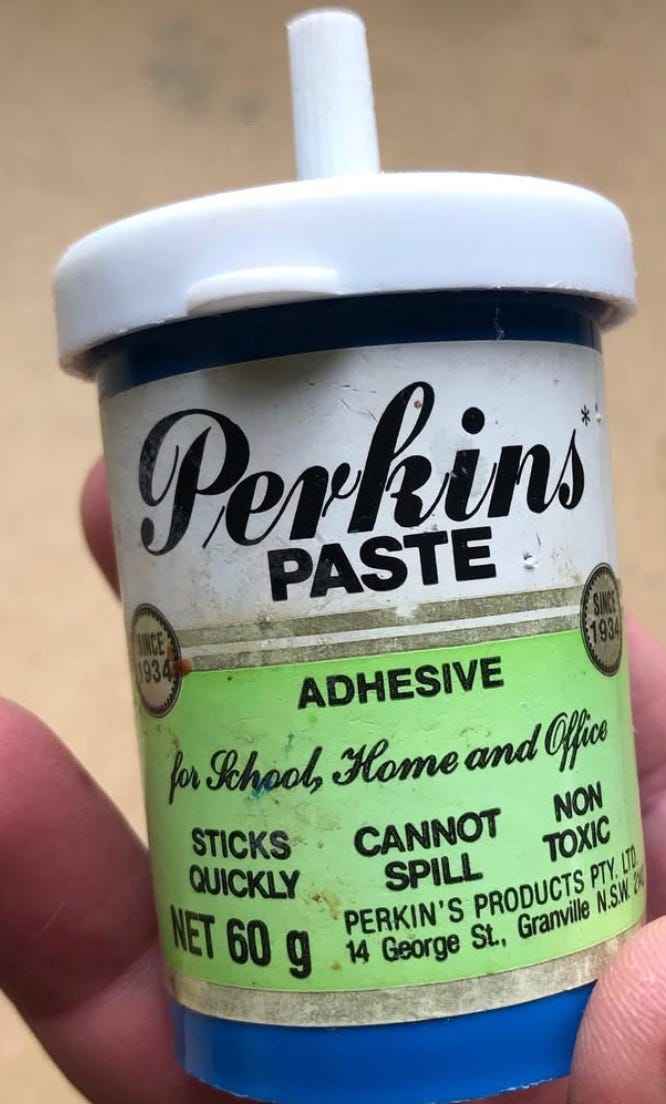 Perkins*
PASTE
SINCE
1934
SINCE
1934
ADHESIVE
for School, Home and Office
STICKS
QUICKLY
CANNOT
SPILL
NON
TOXIC
NET 60 g
PERKIN'S PRODUCTS PTY. LTD
14 George St., Granville N.S.W.